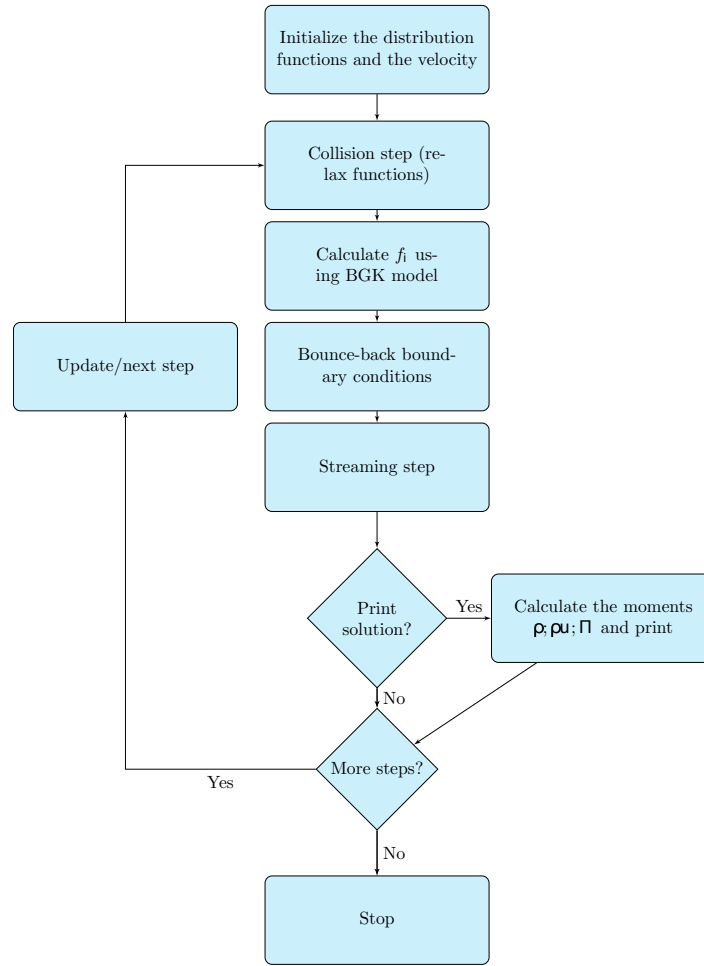 Initialize the distribution
functions and the velocity
Collision step (re-
lax functions)
Calculate fi us-
ing BGK model
Update/next step
Bounce-back bound-
ary conditions
Streaming step
Print
solution?
Yes
Calculate the moments
ρ; ρu; Π and print
No
More steps?
Yes
No
Stop